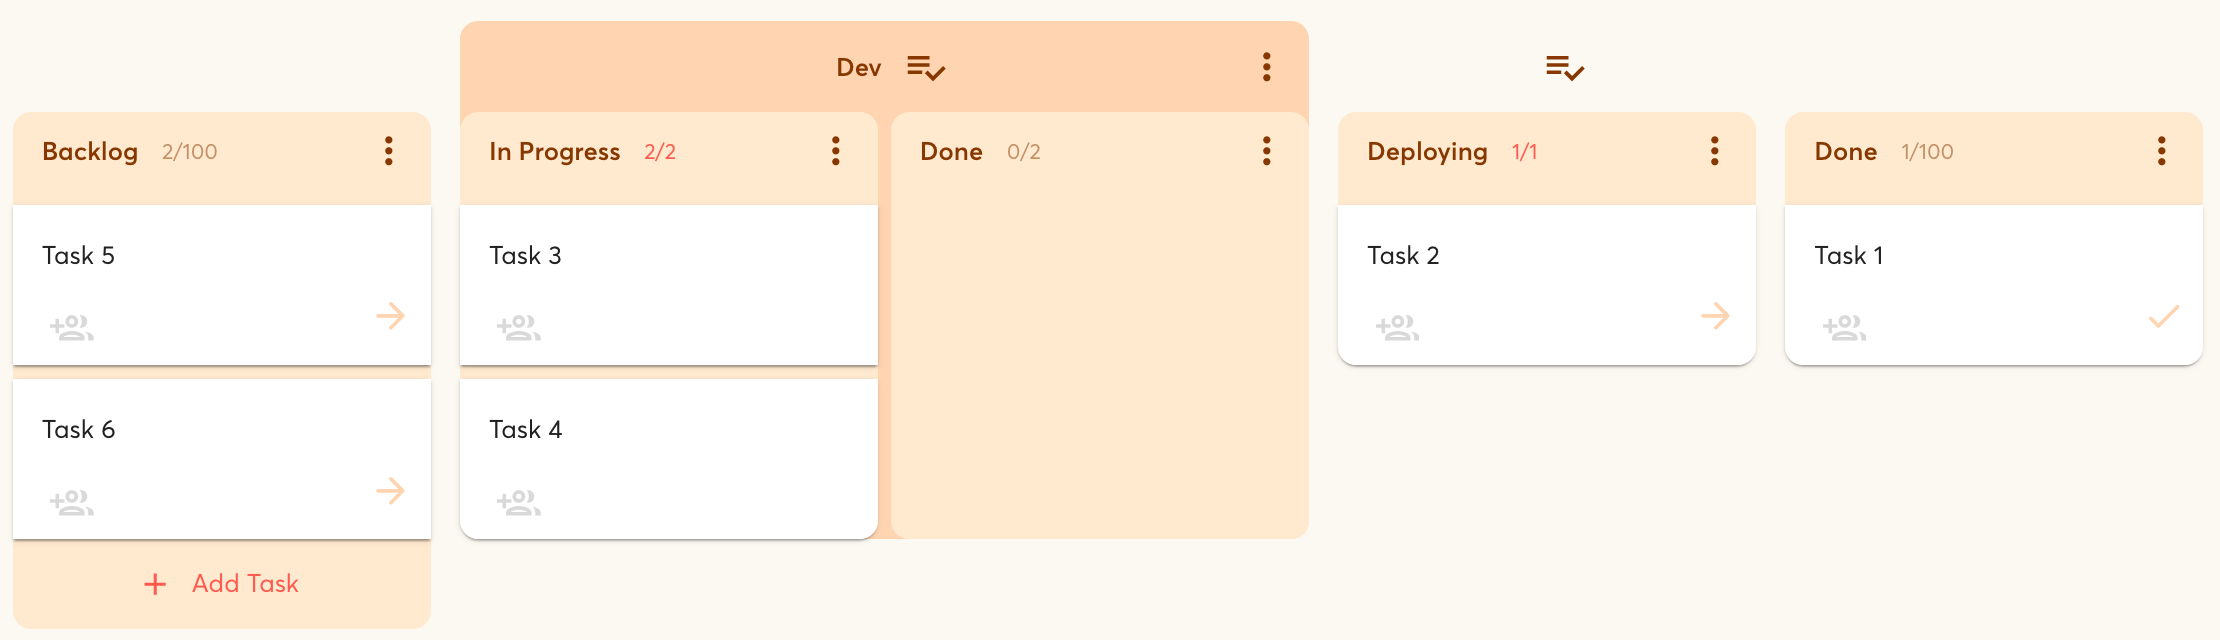 Dev
Backlog 2/100
In Progress 2/2
Done 0/2
Deploying 1/1
Done 1/100
Task 5
Task 3
Task 2
Task 1
Task 6
Task 4
+ Add Task